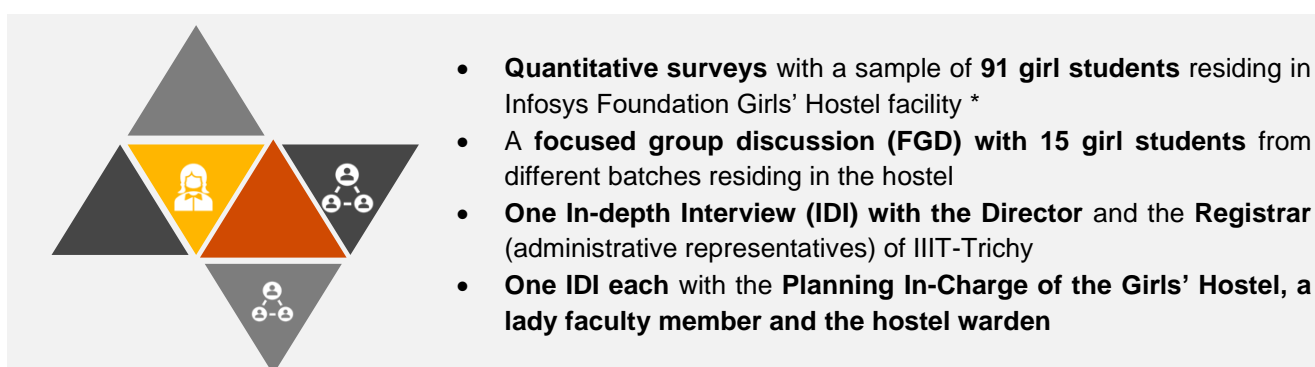 • Quantitative surveys with a sample of 91 girl students residing in
Infosys Foundation Girls’ Hostel facility *
• A focused group discussion (FGD) with 15 girl students from
different batches residing in the hostel
• One In-depth Interview (IDI) with the Director and the Registrar
(administrative representatives) of IIIT-Trichy
• One IDI each with the Planning In-Charge of the Girls’ Hostel, a
lady faculty member and the hostel warden